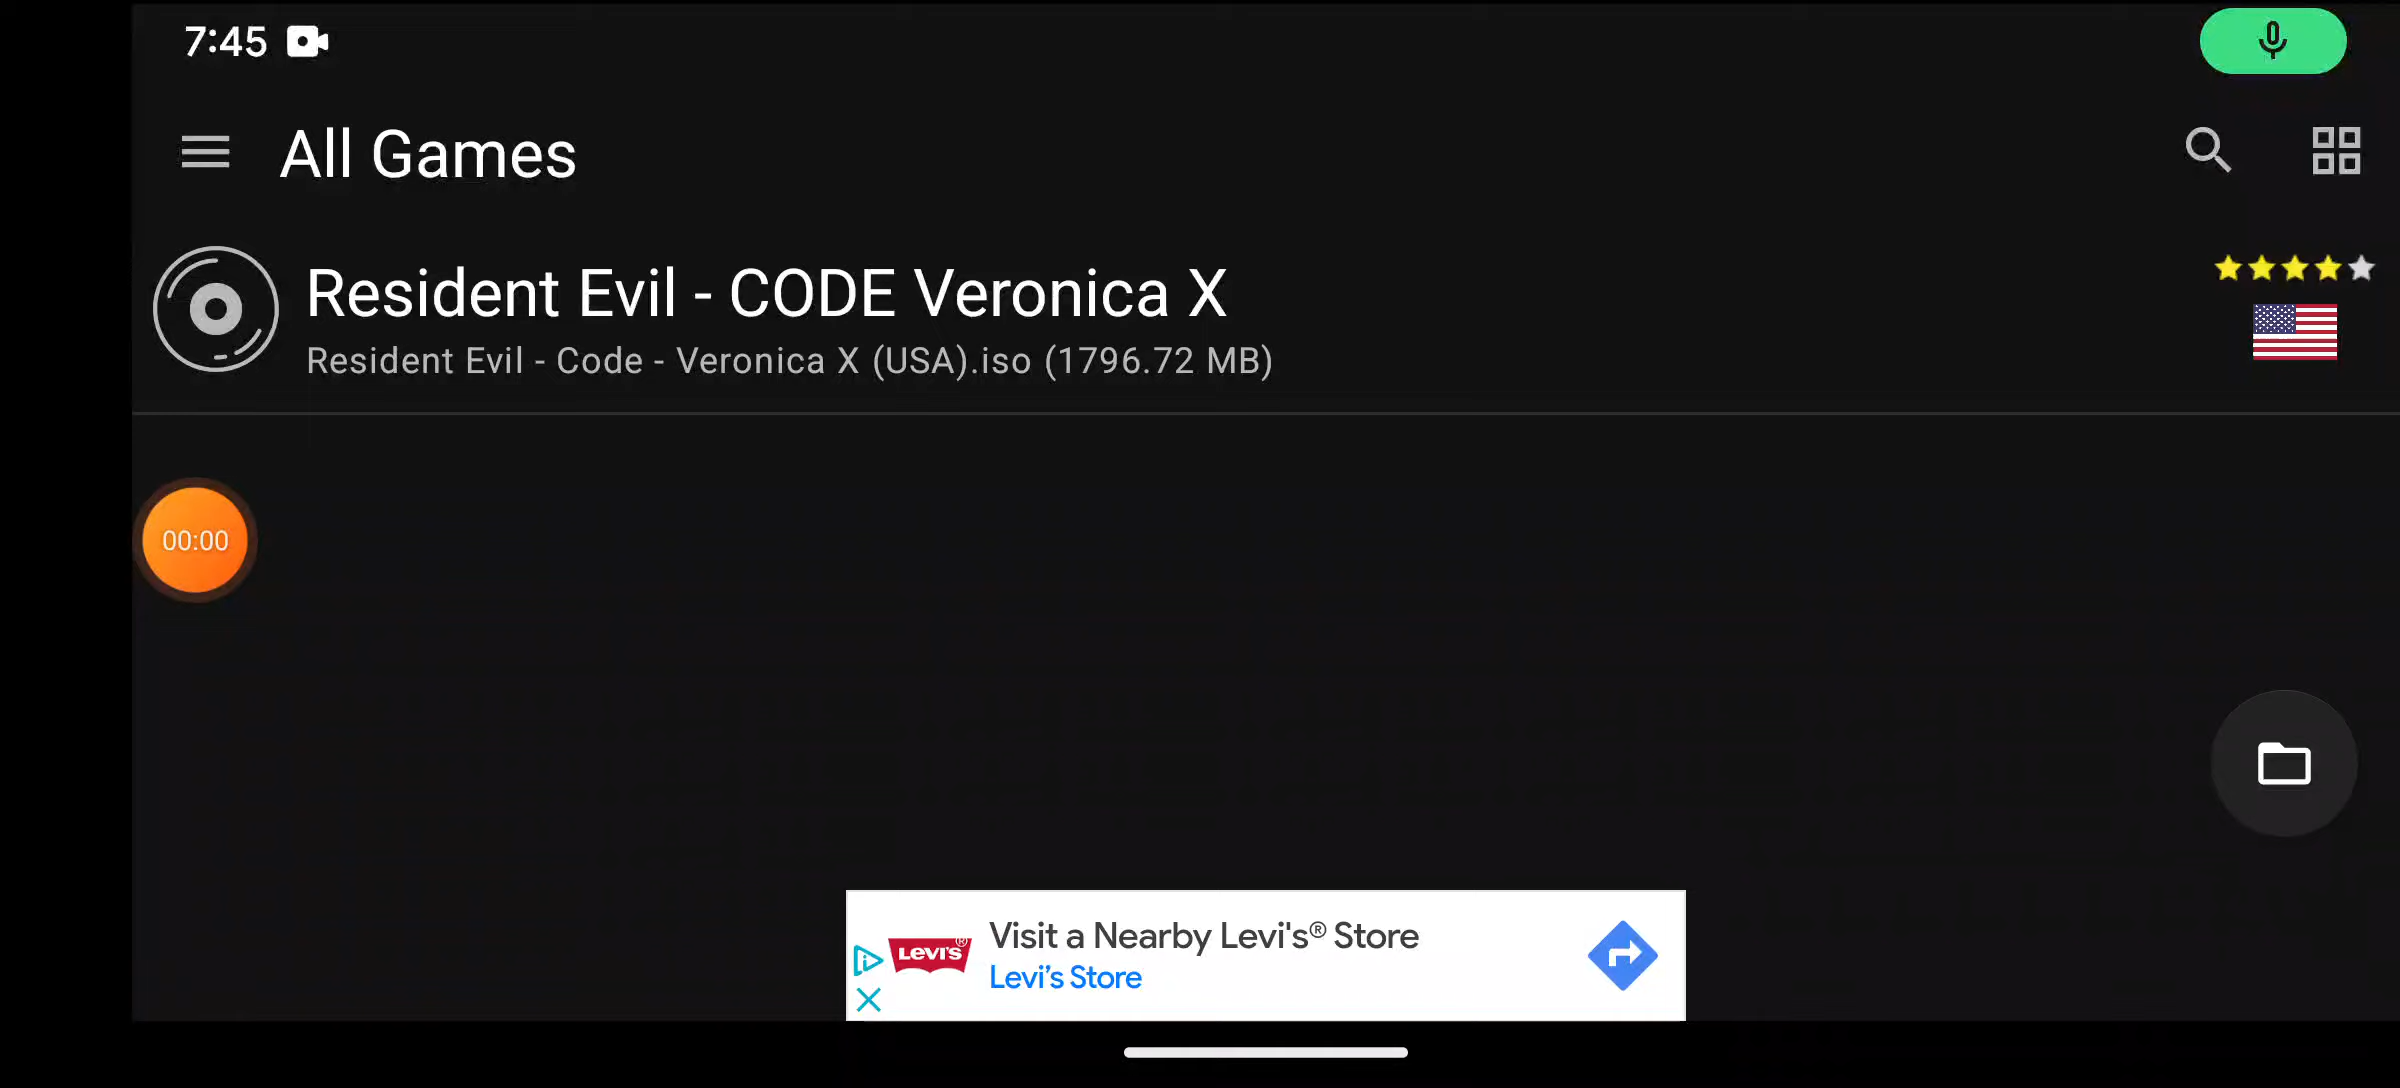 7:45
All Games
Resident Evil - CODE Veronica X
Resident Evil - Code - Veronica X (USA).iso (1796.72 MB)
00:00
LEVI'S®
Visit a Nearby Levi's® Store
Levi's Store